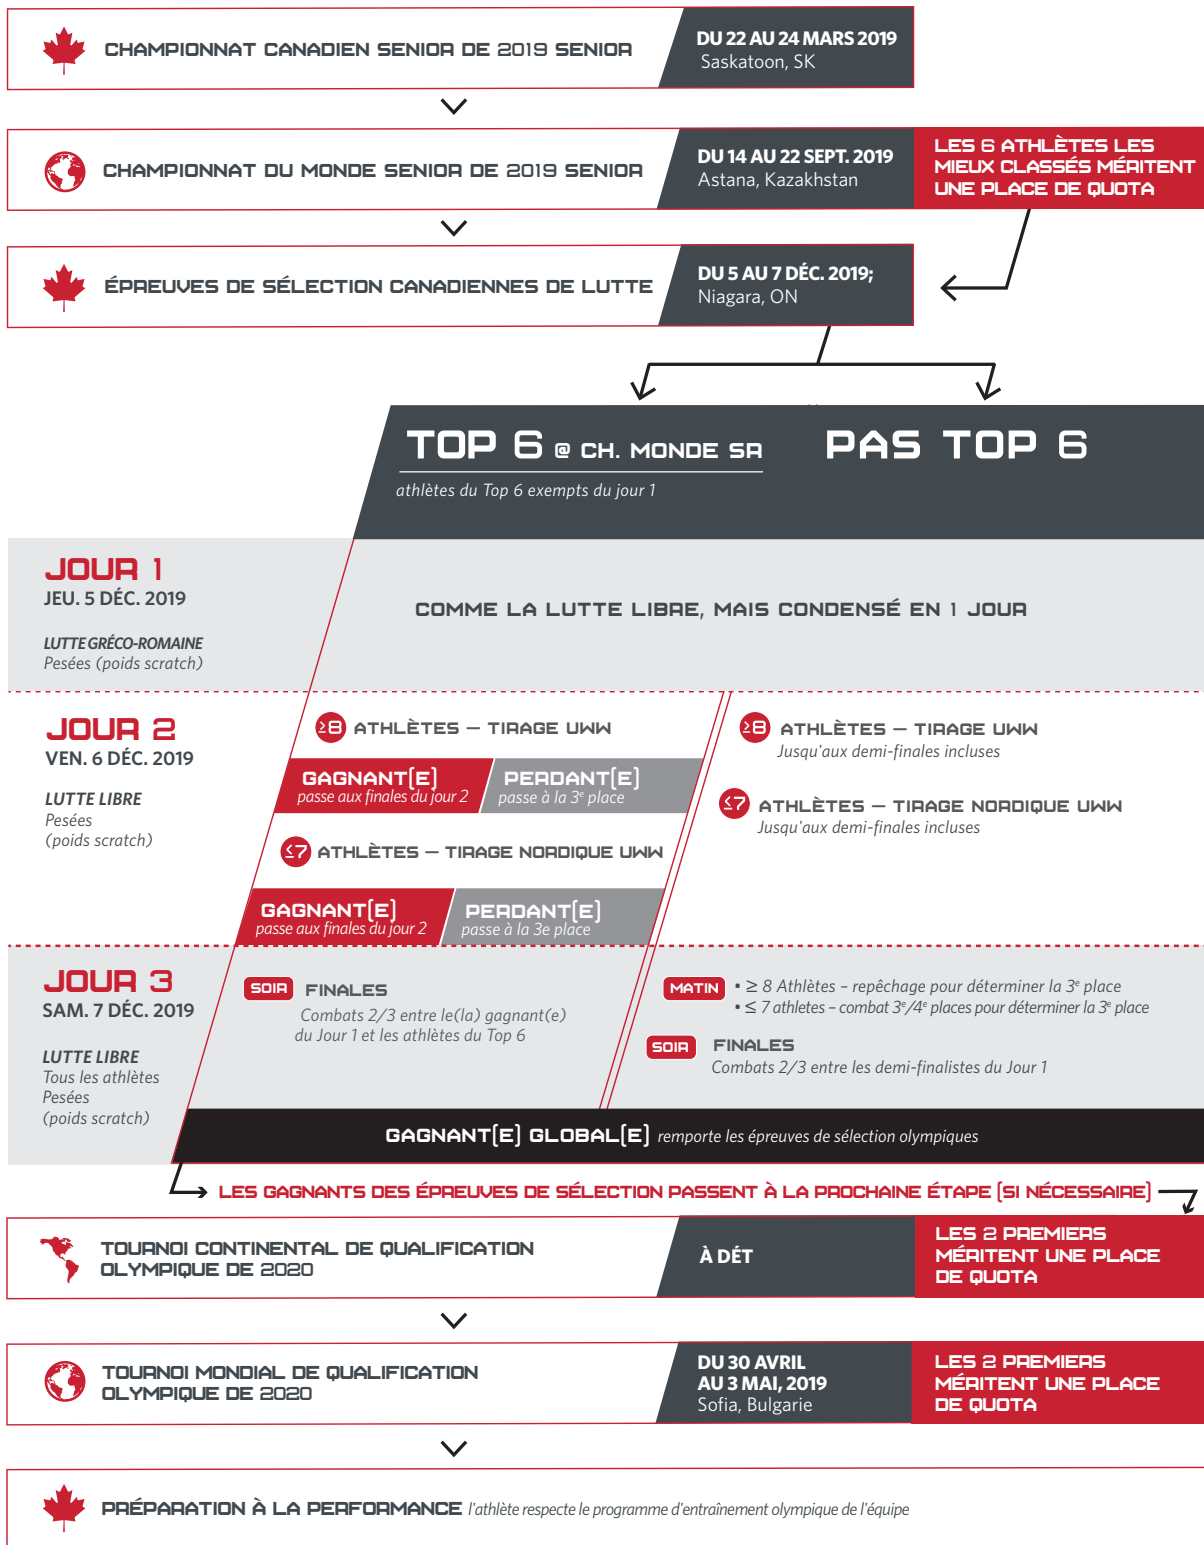 CHAMPIONNAT CANADIEN SENIOR DE 2019 SENIOR
DU 22 AU 24 MARS 2019
Saskatoon, SK
CHAMPIONNAT DU MONDE SENIOR DE 2019 SENIOR
DU 14 AU 22 SEPT. 2019
Astana, Kazakhstan
LES 6 ATHLÈTES LES
MIEUX CLASSÉS MÉRITENT
UNE PLACE DE QUOTA
ÉPREUVES DE SÉLECTION CANADIENNES DE LUTTE
DU 5 AU 7 DÉC. 2019;
Niagara, ON
TOP 6 @ CH. MONDE SR
athlètes du Top 6 exempts du jour 1
PAS TOP 6
JOUR 1
JEU. 5 DÉC. 2019
LUTTE GRÉCO-ROMAINE
Pesées (poids scratch)
COMME LA LUTTE LIBRE, MAIS CONDENSÉ EN 1 JOUR
JOUR 2
VEN. 6 DÉC. 2019
LUTTE LIBRE
Pesées
(poids scratch)
≥8 ATHLÈTES – TIRAGE UWW
GAGNANT(E)
passe aux finales du jour 2
PERDANT(E)
passe à la 3e place
≤7 ATHLÈTES – TIRAGE NORDIQUE UWW
GAGNANT(E)
passe aux finales du jour 2
PERDANT(E)
passe à la 3e place
≥8 ATHLÈTES – TIRAGE UWW
Jusqu'aux demi-finales incluses
≤7 ATHLÈTES – TIRAGE NORDIQUE UWW
Jusqu'aux demi-finales incluses
JOUR 3
SAM. 7 DÉC. 2019
LUTTE LIBRE
Tous les athlètes
Pesées
(poids scratch)
SOIR FINALES
Combats 2/3 entre le(la) gagnant(e)
du Jour 1 et les athlètes du Top 6
MATIN • ≥ 8 Athlètes – repêchage pour déterminer la 3e place
• ≤ 7 athletes – combat 3e/4e places pour déterminer la 3e place
SOIR FINALES
Combats 2/3 entre les demi-finalistes du Jour 1
GAGNANT(E) GLOBAL(E) remporte les épreuves de sélection olympiques
LES GAGNANTS DES ÉPREUVES DE SÉLECTION PASSENT À LA PROCHAINE ÉTAPE (SI NÉCESSAIRE)
TOURNOI CONTINENTAL DE QUALIFICATION
OLYMPIQUE DE 2020
À DÉT
LES 2 PREMIERS
MÉRITENT UNE PLACE
DE QUOTA
TOURNOI MONDIAL DE QUALIFICATION
OLYMPIQUE DE 2020
DU 30 AVRIL
AU 3 MAI, 2019
Sofia, Bulgarie
LES 2 PREMIERS
MÉRITENT UNE PLACE
DE QUOTA
PRÉPARATION À LA PERFORMANCE l'athlète respecte le programme d'entraînement olympique de l'équipe